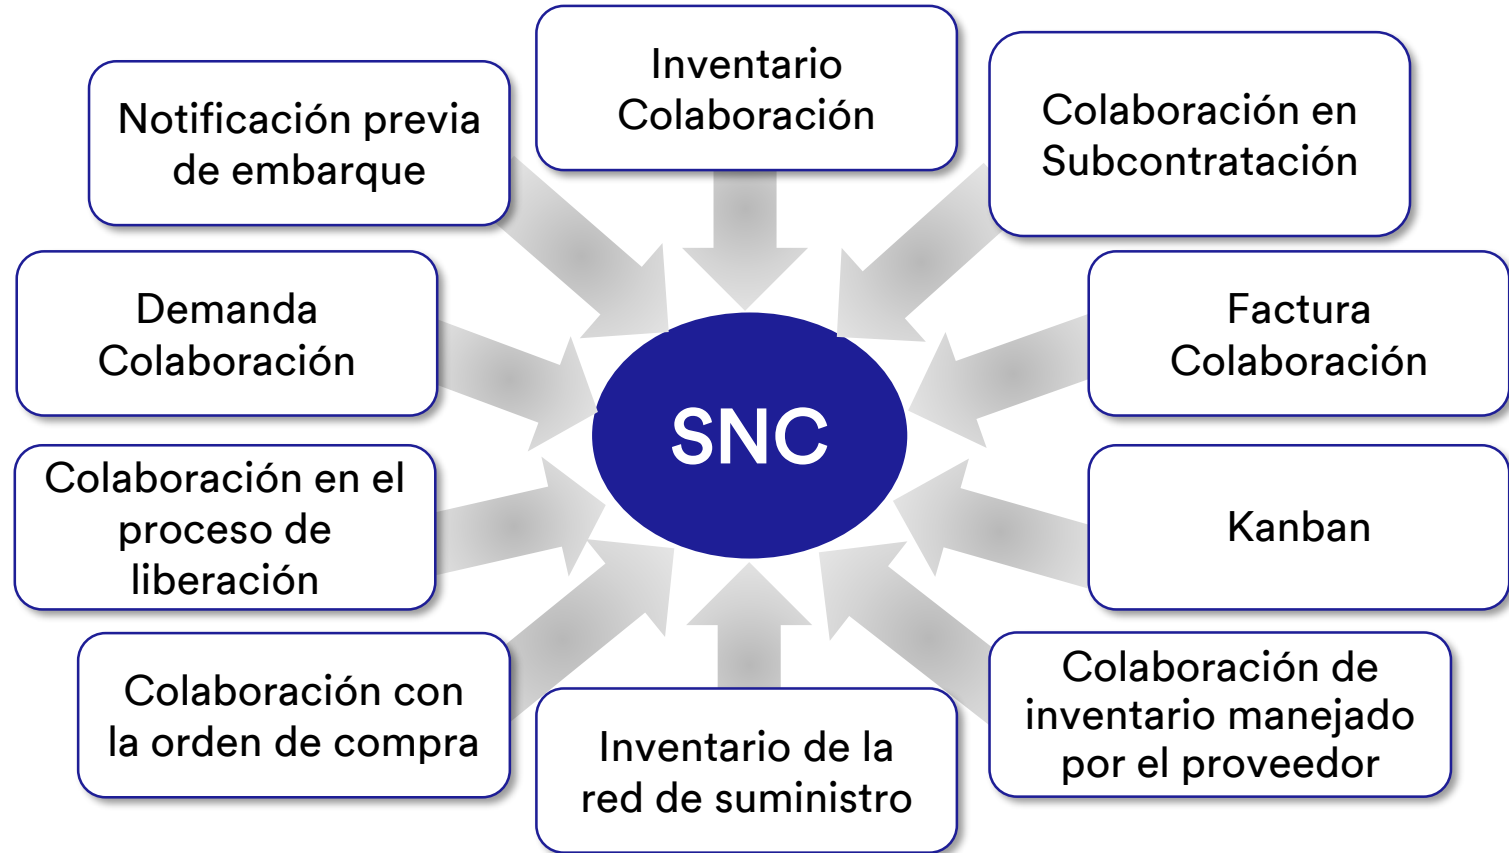 Inventario
Colaboración
Notificación previa
de embarque
Colaboración en
Subcontratación
Demanda
Colaboración
Factura
Colaboración
SNC
Colaboración en el
proceso de
liberación
Kanban
Colaboración con
la orden de compra
Inventario de la
red de suministro
Colaboración de
inventario manejado
por el proveedor